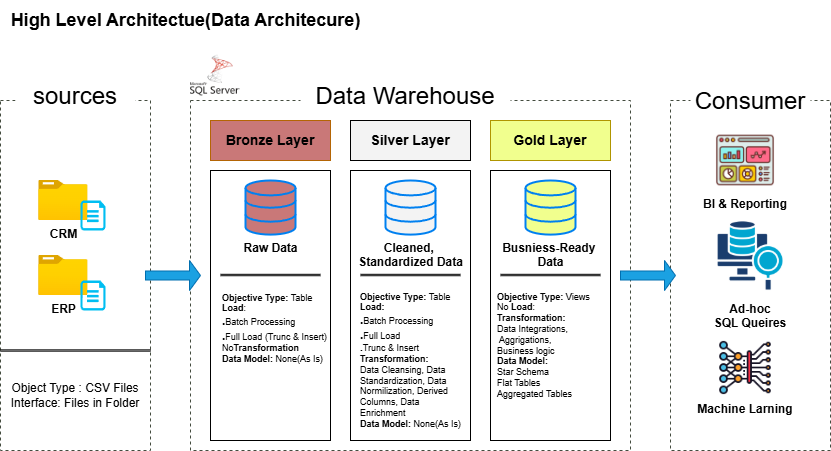 High Level Architectue(Data Architecure)
sources
CRM
ERP
Object Type : CSV Files
Interface: Files in Folder
Microsoft
SQL Server
Data Warehouse
Bronze Layer
Raw Data
Objective Type: Table
Load:
.Batch Processing
.Full Load (Trunc & Insert)
NoTransformation
Data Model: None(As Is)
Silver Layer
Cleaned,
Standardized Data
Objective Type: Table
Load:
.Batch Processing
.Full Load
.Trunc & Insert
Transformation:
Data Cleansing, Data
Standardization, Data
Normilization, Derived
Columns, Data
Enrichment
Data Model: None(As Is)
Gold Layer
Busniess-Ready
Data
Objective Type: Views
No Load:
Transformation:
Data Integrations,
Aggrigations,
Business logic
Data Model:
Star Schema
Flat Tables
Aggregated Tables
Consumer
BI & Reporting
Ad-hoc
SQL Queires
Machine Larning